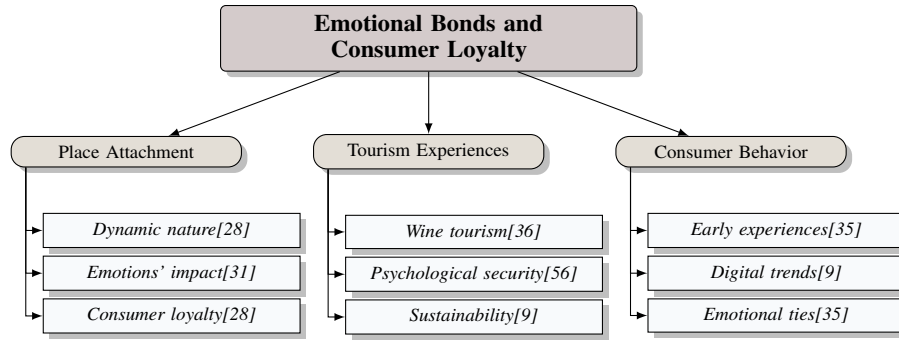 Emotional Bonds and
Consumer Loyalty
Place Attachment
Tourism Experiences
Consumer Behavior
Dynamic nature[28]
Emotions' impact[31]
Consumer loyalty[28]
Wine tourism[36]
Psychological security[56]
Sustainability[9]
Early experiences[35]
Digital trends[9]
Emotional ties[35]